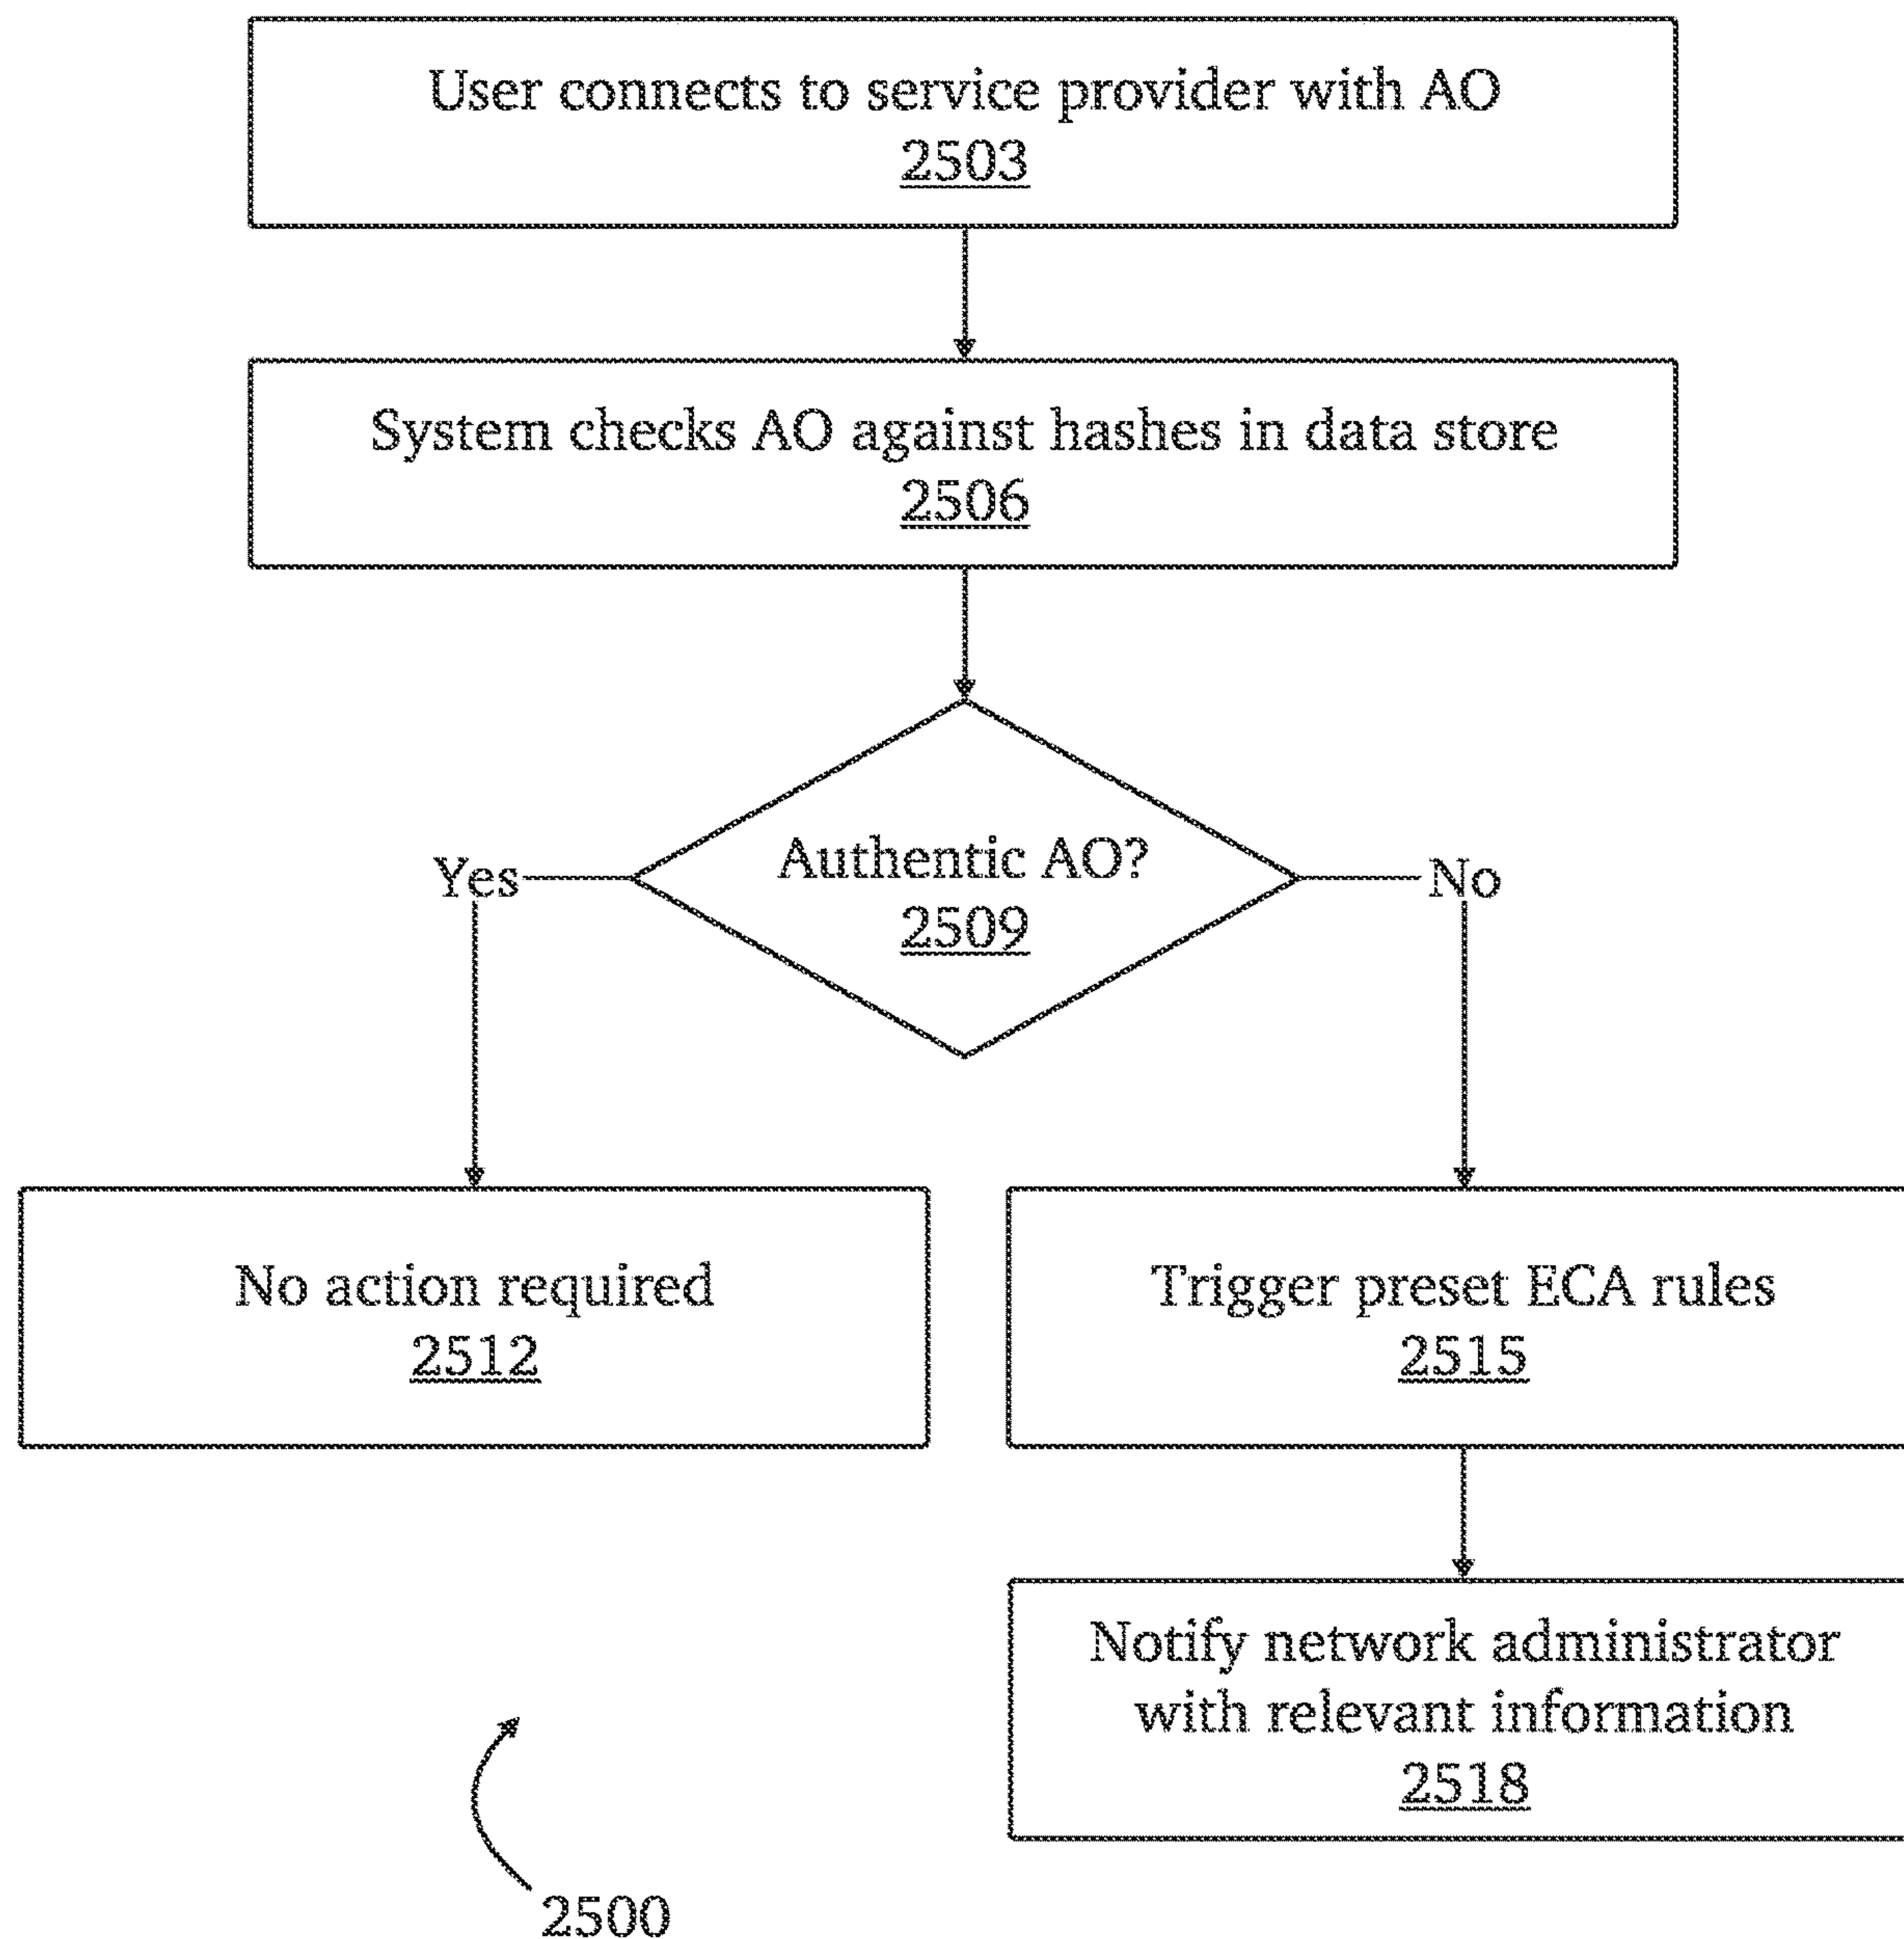 User connects to service provider with AO
2503
System checks AO against hashes in data store
2506
Authentic AO?
2509
Yes
No
No action required
2512
Trigger preset ECA rules
2515
Notify network administrator
with relevant information
2518
2500